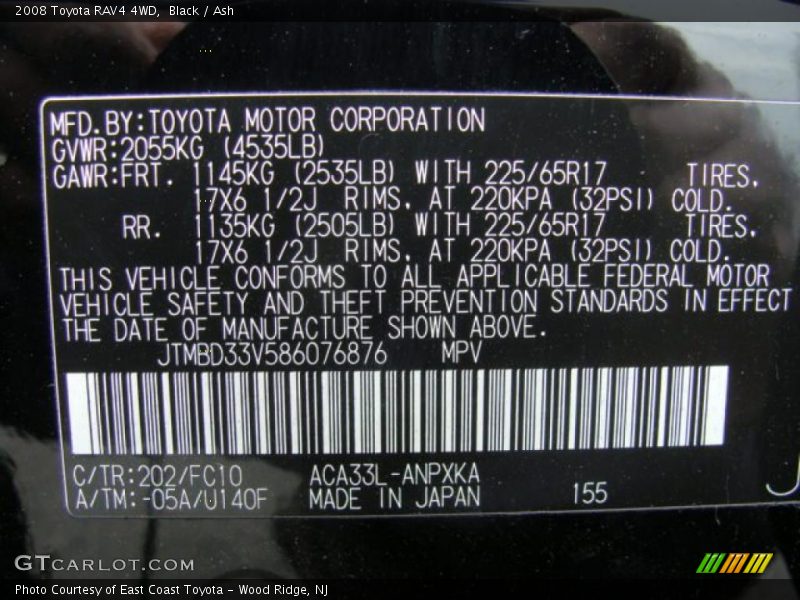 2008 Toyota RAV4 4WD, Black / Ash
MFD.BY:TOYOTA MOTOR CORPORATION
GVWR:2055KG (4535LB)
GAWR:FRT. 1145KG (2535LB) WITH 225/65R17 TIRES,
17X6 1/2J RIMS, AT 220KPA (32PSI) COLD.
RR. 1135KG (2505LB) WITH 225/65R17 TIRES,
17X6 1/2J RIMS, AT 220KPA (32PSI) COLD.
THIS VEHICLE CONFORMS TO ALL APPLICABLE FEDERAL MOTOR
VEHICLE SAFETY AND THEFT PREVENTION STANDARDS IN EFFECT
THE DATE OF MANUFACTURE SHOWN ABOVE.
JTMBD33V586076876 MPV
C/TR:202/FC10 ACA33L-ANPXKA
A/TM:-05A/U140F MADE IN JAPAN 155
GTCARLOT.COM
Photo Courtesy of East Coast Toyota – Wood Ridge, NJ